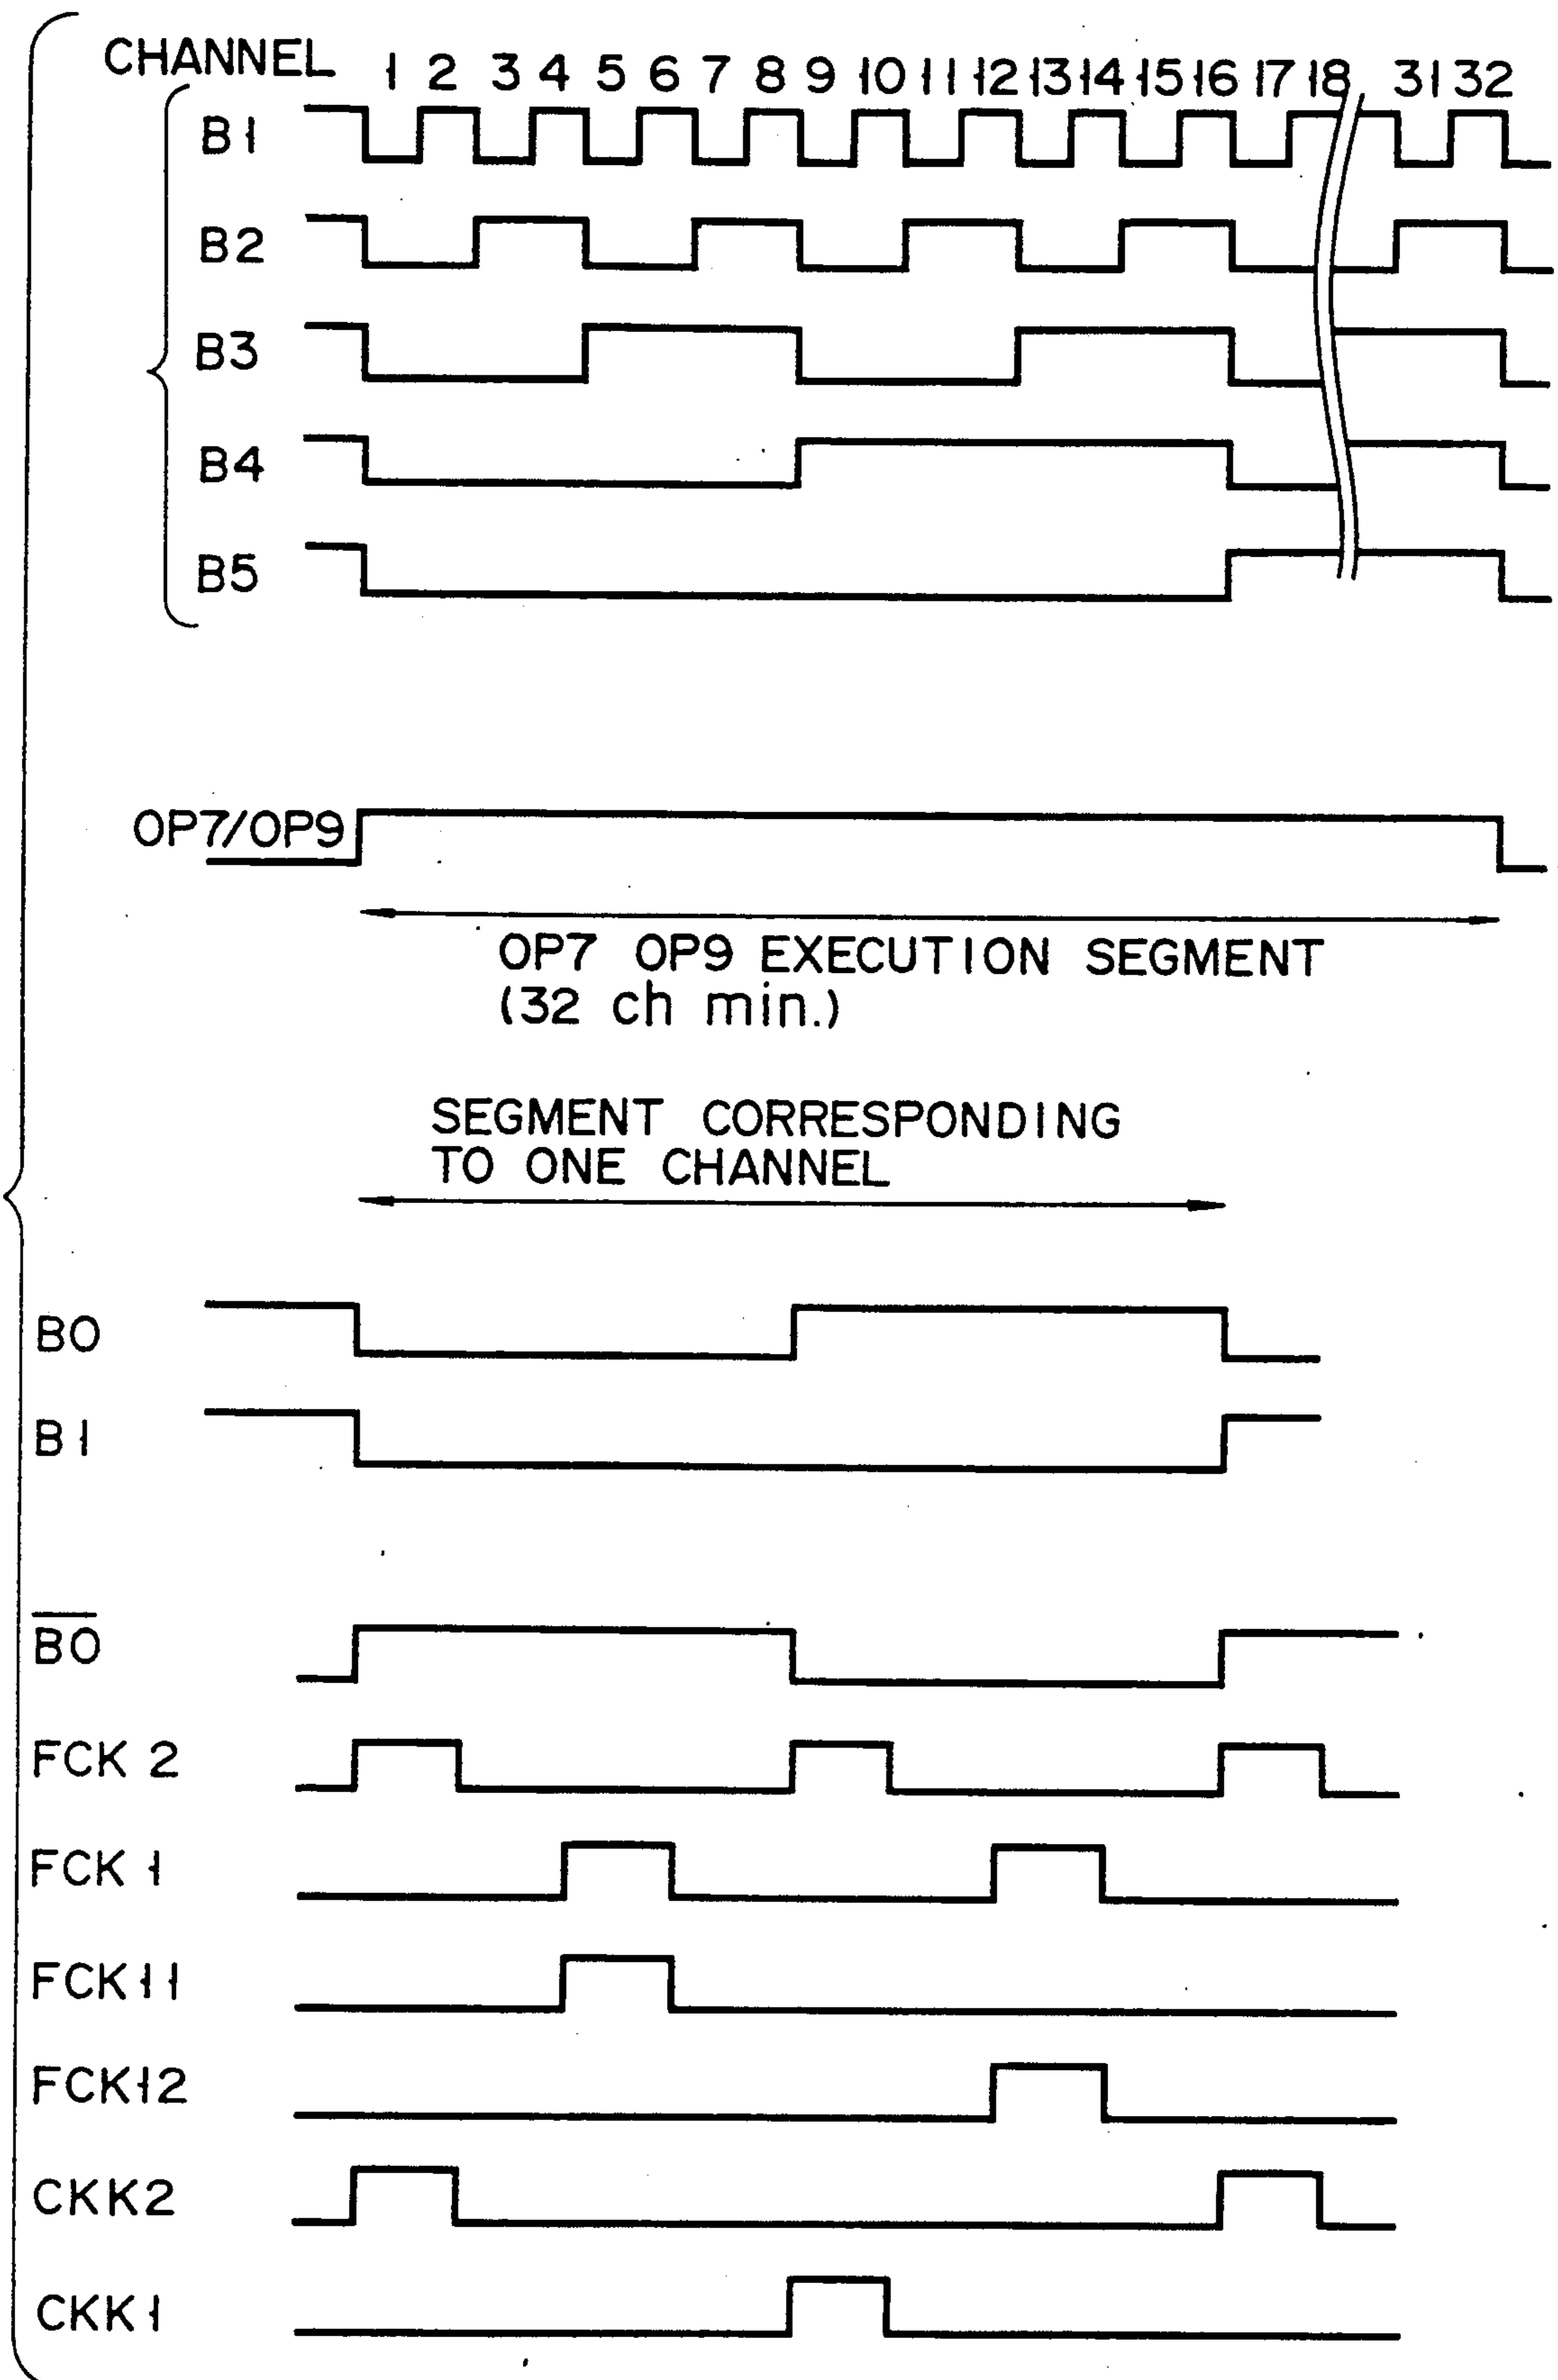 CHANNEL 1 2 3 4 5 6 7 8 9 10 11 12 13 14 15 16 17 18 31 32
B1
B2
B3
B4
B5
OP7/OP9
OP7 OP9 EXECUTION SEGMENT
(32 ch min.)
SEGMENT CORRESPONDING
TO ONE CHANNEL
B0
B1
B̅0̅
FCK 2
FCK 1
FCK11
FCK12
CKK2
CKK1